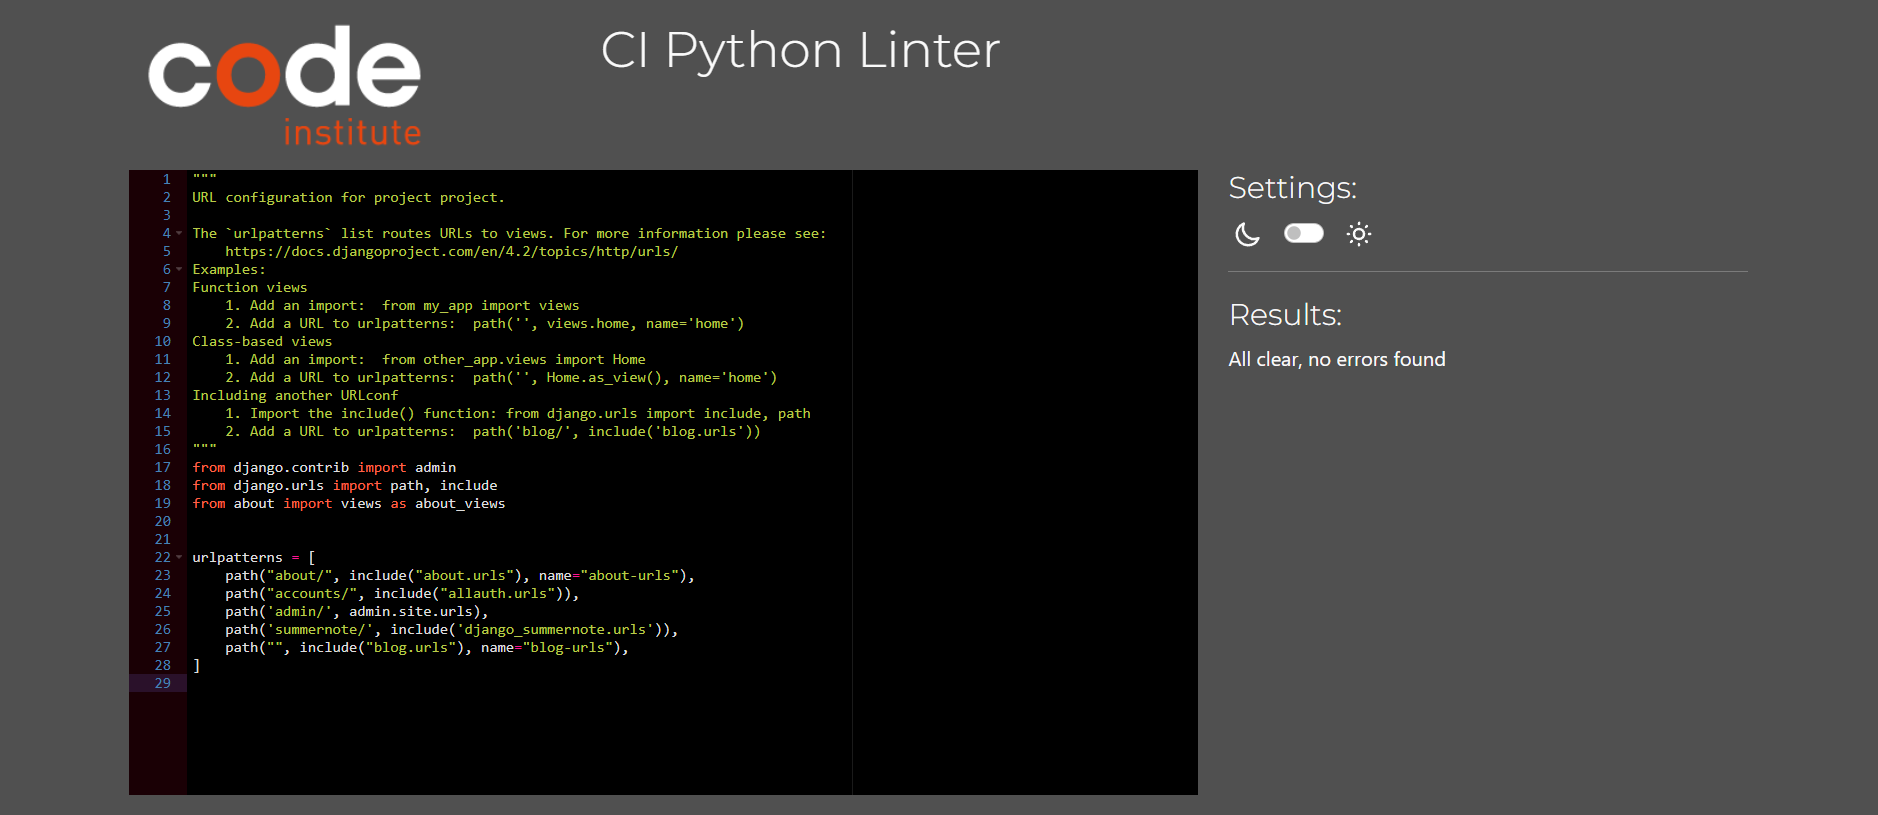 code
institute
CI Python Linter
1 """
2 URL configuration for project project.
3
4 The `urlpatterns` list routes URLs to views. For more information please see:
5     https://docs.djangoproject.com/en/4.2/topics/http/urls/
6 Examples:
7 Function views
8     1. Add an import:  from my_app import views
9     2. Add a URL to urlpatterns:  path('', views.home, name='home')
10 Class-based views
11     1. Add an import:  from other_app.views import Home
12     2. Add a URL to urlpatterns:  path('', Home.as_view(), name='home')
13 Including another URLconf
14     1. Import the include() function: from django.urls import include, path
15     2. Add a URL to urlpatterns:  path('blog/', include('blog.urls'))
16 """
17 from django.contrib import admin
18 from django.urls import path, include
19 from about import views as about_views
20
21
22 urlpatterns = [
23     path("about/", include("about.urls"), name="about-urls"),
24     path("accounts/", include("allauth.urls")),
25     path('admin/', admin.site.urls),
26     path('summernote/', include('django_summernote.urls')),
27     path("", include("blog.urls"), name="blog-urls"),
28 ]
29
Settings:
Results:
All clear, no errors found